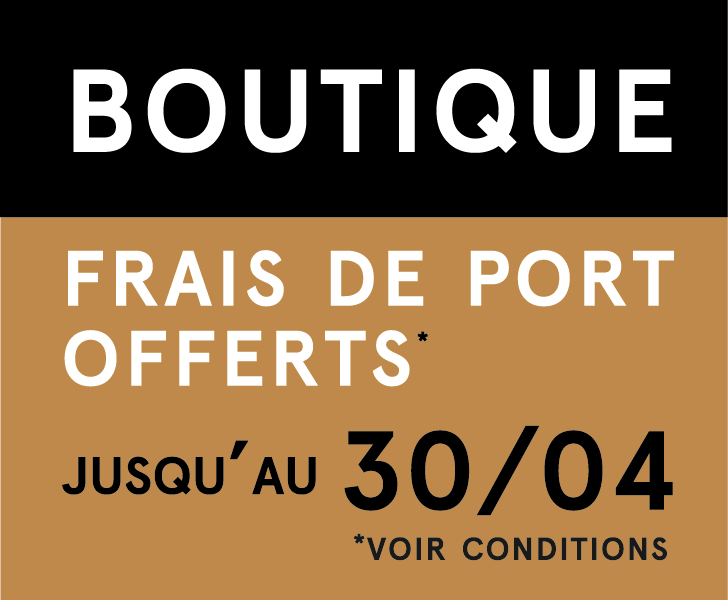 BOUTIQUE
FRAIS DE PORT
OFFERTS*
JUSQU'AU 30/04
*VOIR CONDITIONS